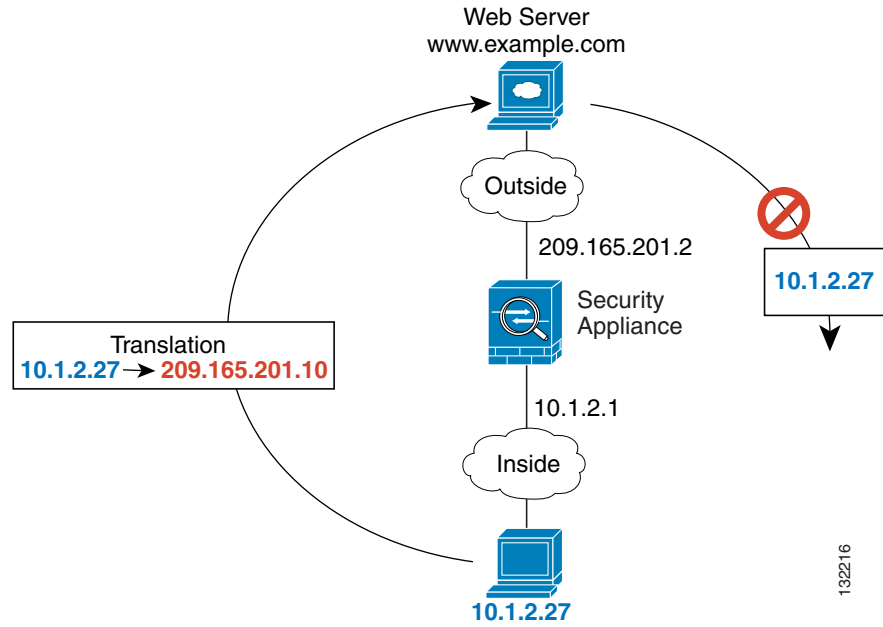 Web Server
www.example.com
Outside
209.165.201.2
10.1.2.27
Security
Appliance
Translation
10.1.2.27 209.165.201.10
10.1.2.1
Inside
10.1.2.27
132216